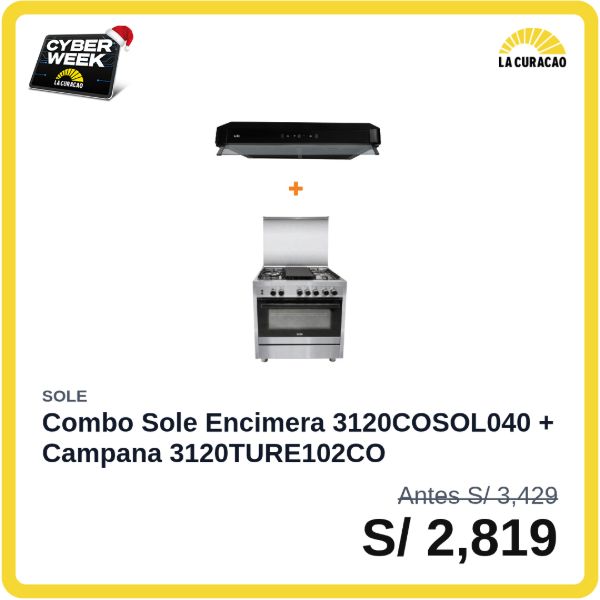 CYBER
WEEK
LA CURACAO
LA CURACAO
SOLE
Combo Sole Encimera 3120COSOL040 +
Campana 3120TURE102CO
Antes S/ 3,429
S/ 2,819